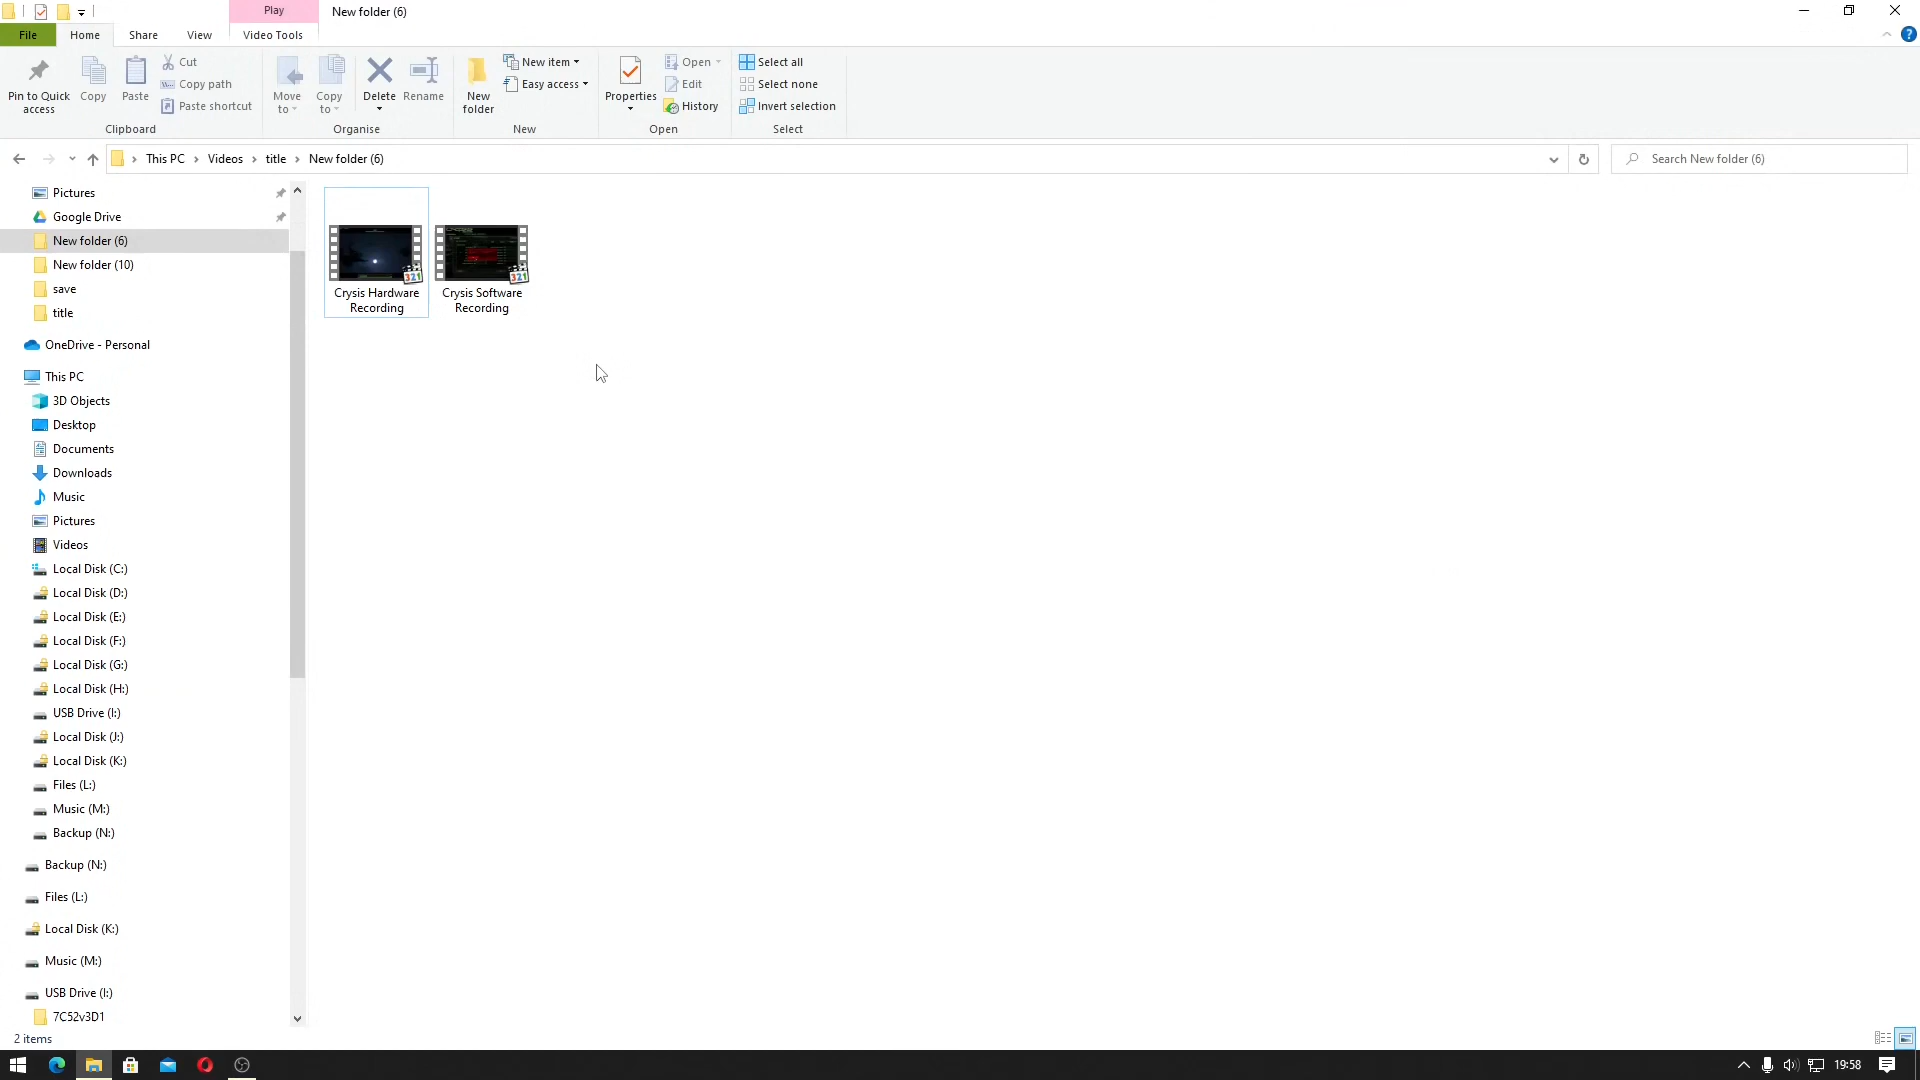 Play
New folder (6)
File
Home
Share
View
Video Tools
Pin to Quick
access
Copy
Paste
Cut
Copy path
Paste shortcut
Clipboard
Move
to
Copy
to
Delete
Rename
Organise
New
folder
New item
Easy access
New
Properties
Open
Edit
History
Open
Select all
Select none
Invert selection
Select
This PC
Videos
title
New folder (6)
Search New folder (6)
Pictures
Google Drive
New folder (6)
New folder (10)
save
title
OneDrive - Personal
This PC
3D Objects
Desktop
Documents
Downloads
Music
Pictures
Videos
Local Disk (C:)
Local Disk (D:)
Local Disk (E:)
Local Disk (F:)
Local Disk (G:)
Local Disk (H:)
USB Drive (I:)
Local Disk (J:)
Local Disk (K:)
Files (L:)
Music (M:)
Backup (N:)
Backup (N:)
Files (L:)
Local Disk (K:)
Music (M:)
USB Drive (I:)
7C52v3D1
321
Crysis Hardware
Recording
321
Crysis Software
Recording
2 items
19:58